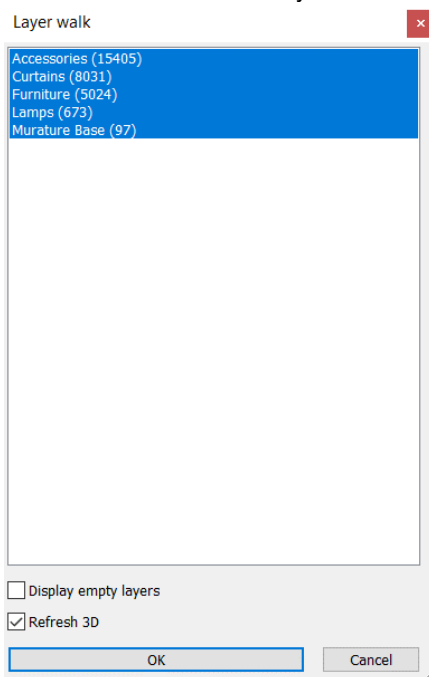 Layer walk
Accessories (15405)
Curtains (8031)
Furniture (5024)
Lamps (673)
Murature Base (97)
Display empty layers
Refresh 3D
OK
Cancel